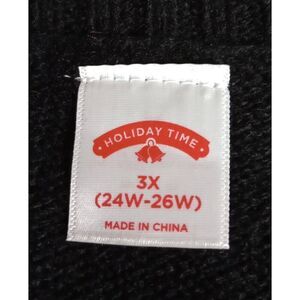 • HOLIDAY TIME •
3X
(24W-26W)
MADE IN CHINA